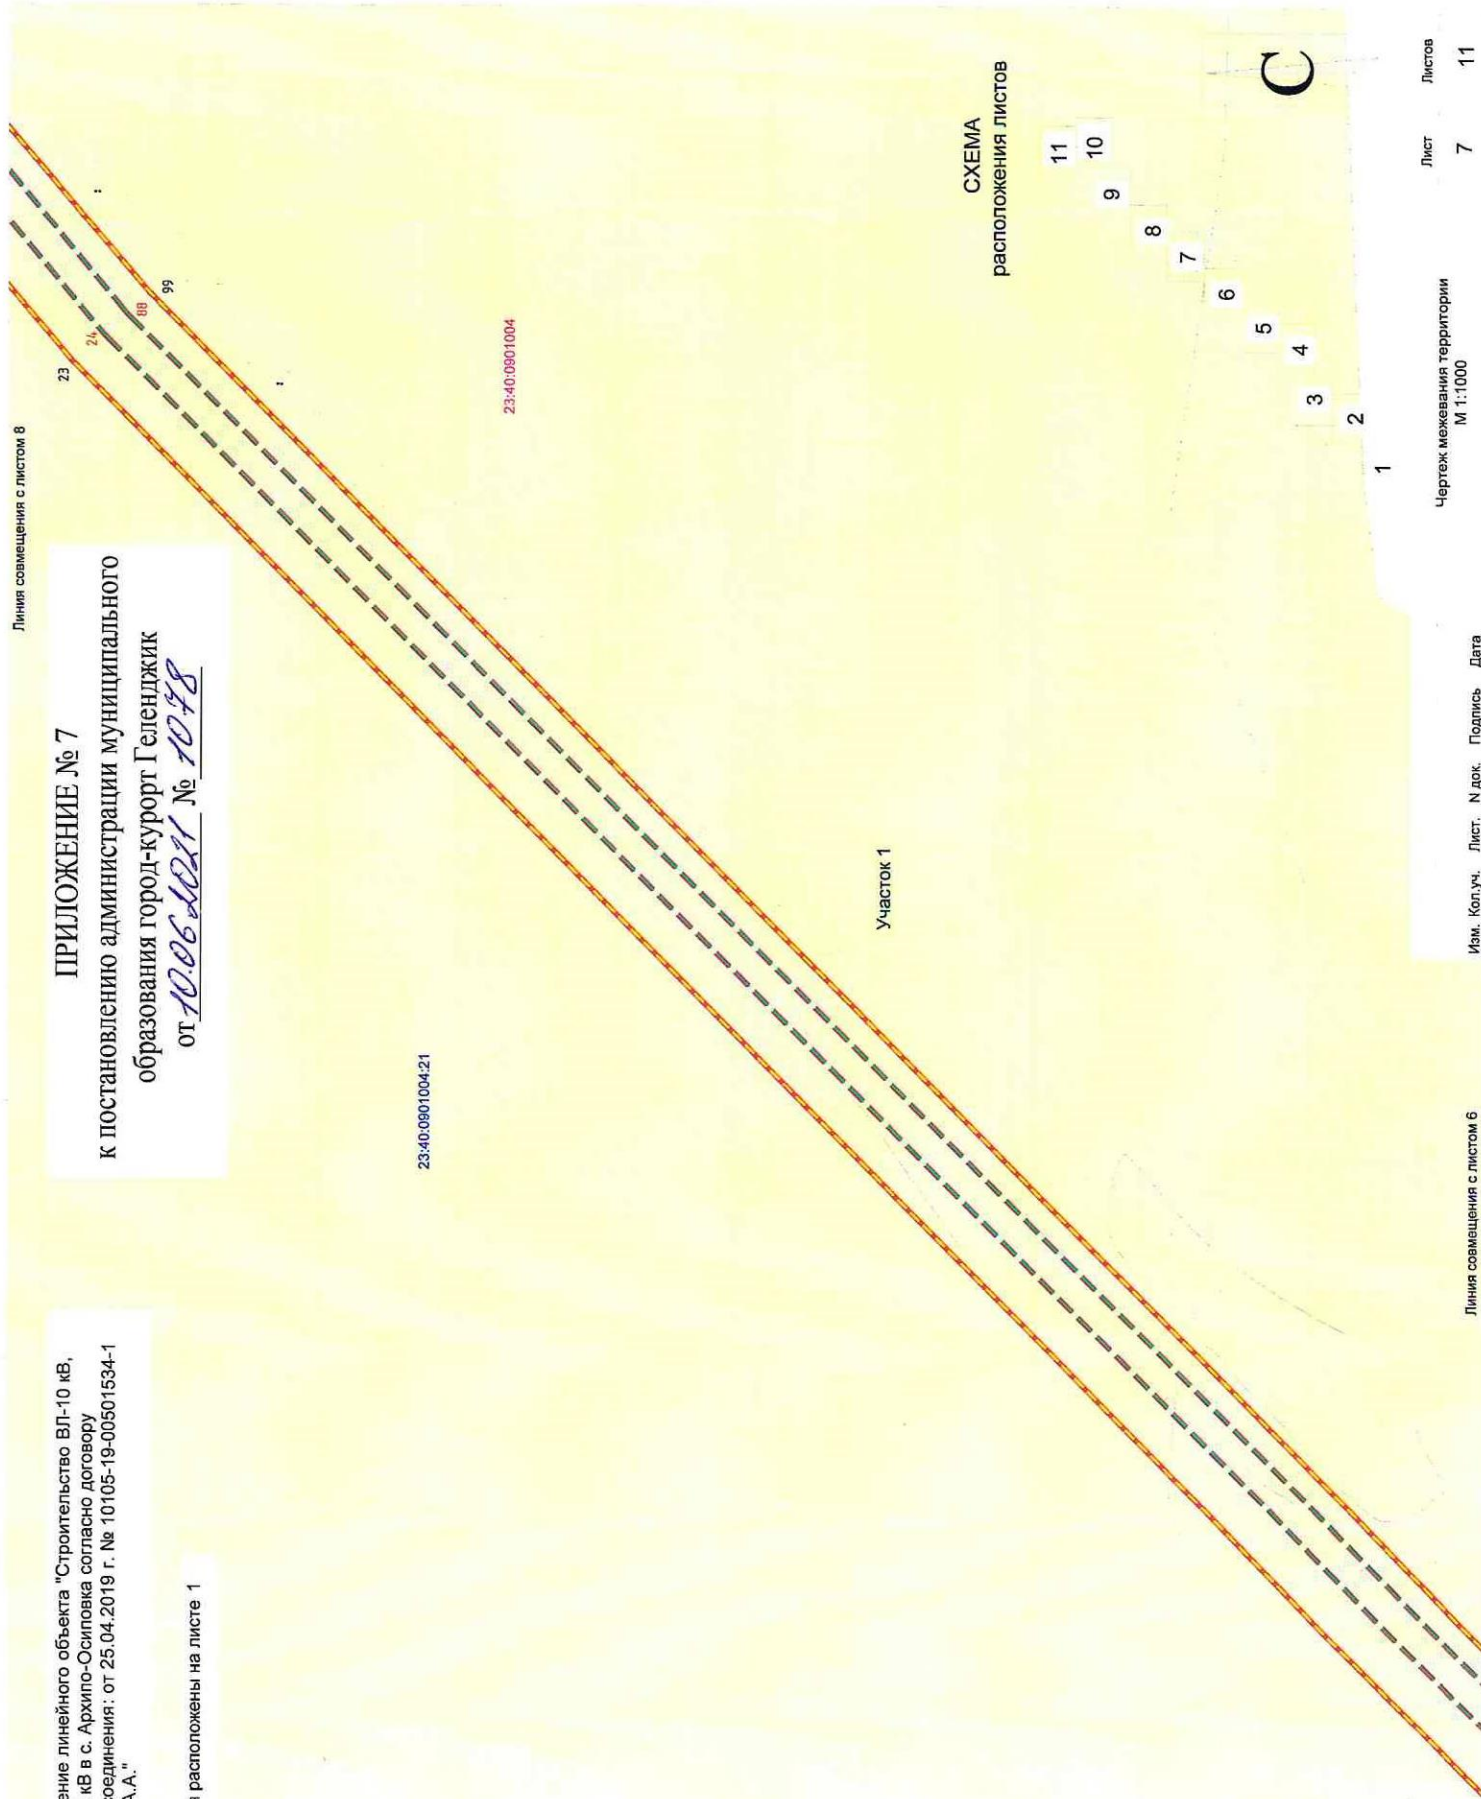 ение линейного объекта "Строительство ВЛ-10 кВ,
кВ в с. Архипо-Осиповка согласно договору
оединения: от 25.04.2019 г. № 10105-19-00501534-1
А.А."
расположены на листе 1
ПРИЛОЖЕНИЕ № 7
к постановлению администрации муниципального
образования город-курорт Геленджик
от 10.06.2021 № 1078
Линия совмещения с листом 8
23
24
88
99
23:40:0901004:21
23:40:0901004
Участок 1
СХЕМА
расположения листов
11
10
9
8
7
6
5
4
3
2
1
С
Линия совмещения с листом 6
Изм. Кол.уч. Лист. N док. Подпись Дата
Чертеж межевания территории
М 1:1000
Лист Листов
7 11